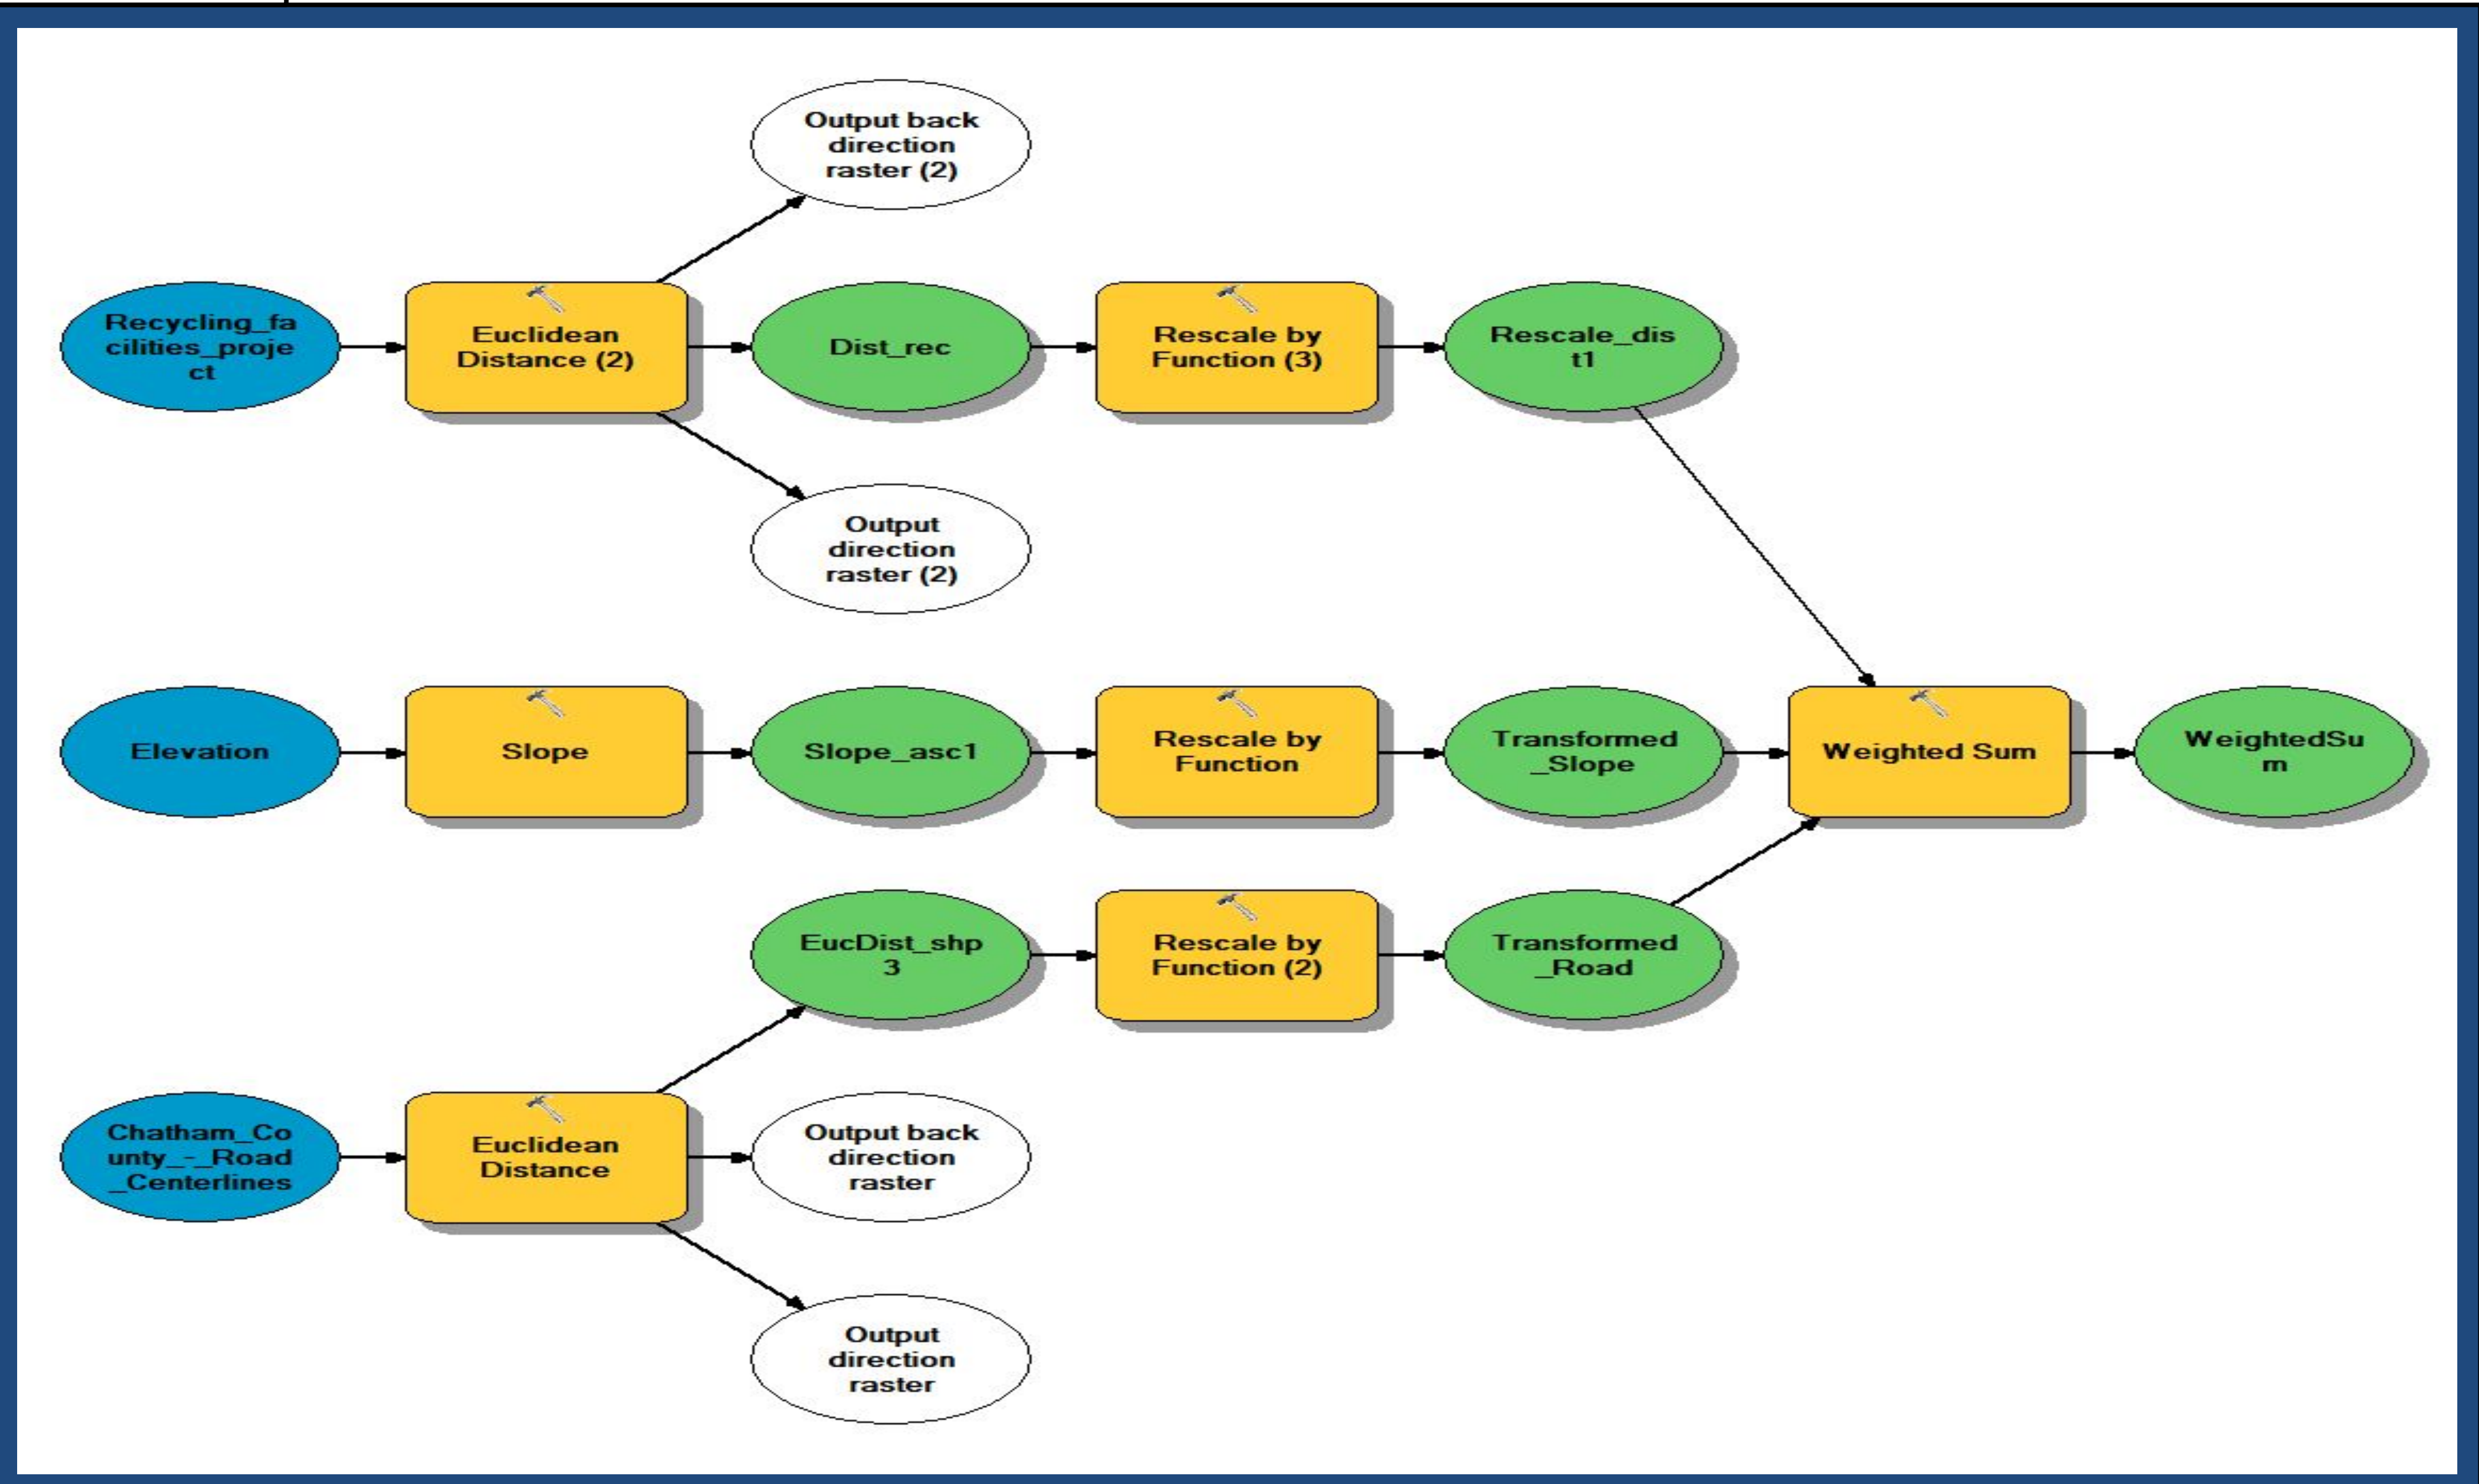 Output back
direction
raster (2)
Recycling_fa
cilities_proje
ct
Euclidean
Distance (2)
Dist_rec
Rescale by
Function (3)
Rescale_dis
t1
Output
direction
raster (2)
Elevation
Slope
Slope_asc1
Rescale by
Function
Transformed
_Slope
Weighted Sum
WeightedSu
m
EucDist_shp
3
Rescale by
Function (2)
Transformed
_Road
Chatham_Co
unty_-_Road
_Centerlines
Euclidean
Distance
Output back
direction
raster
Output
direction
raster